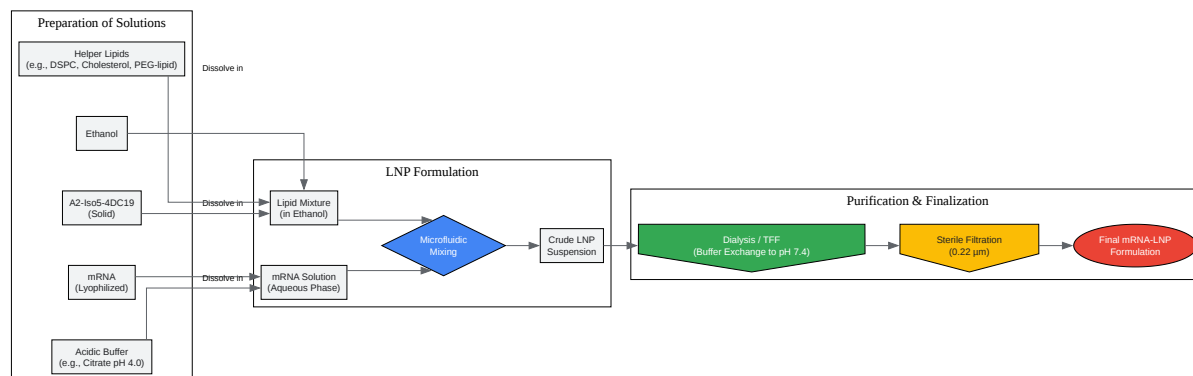 Preparation of Solutions
Helper Lipids
(e.g., DSPC, Cholesterol, PEG-lipid)
Dissolve in
Ethanol
A2-Iso5-4DC19
(Solid)
Dissolve in
mRNA
(Lyophilized)
Dissolve in
Acidic Buffer
(e.g., Citrate pH 4.0)
LNP Formulation
Lipid Mixture
(in Ethanol)
mRNA Solution
(Aqueous Phase)
Microfluidic
Mixing
Crude LNP
Suspension
Purification & Finalization
Dialysis / TFF
(Buffer Exchange to pH 7.4)
Sterile Filtration
(0.22 µm)
Final mRNA-LNP
Formulation